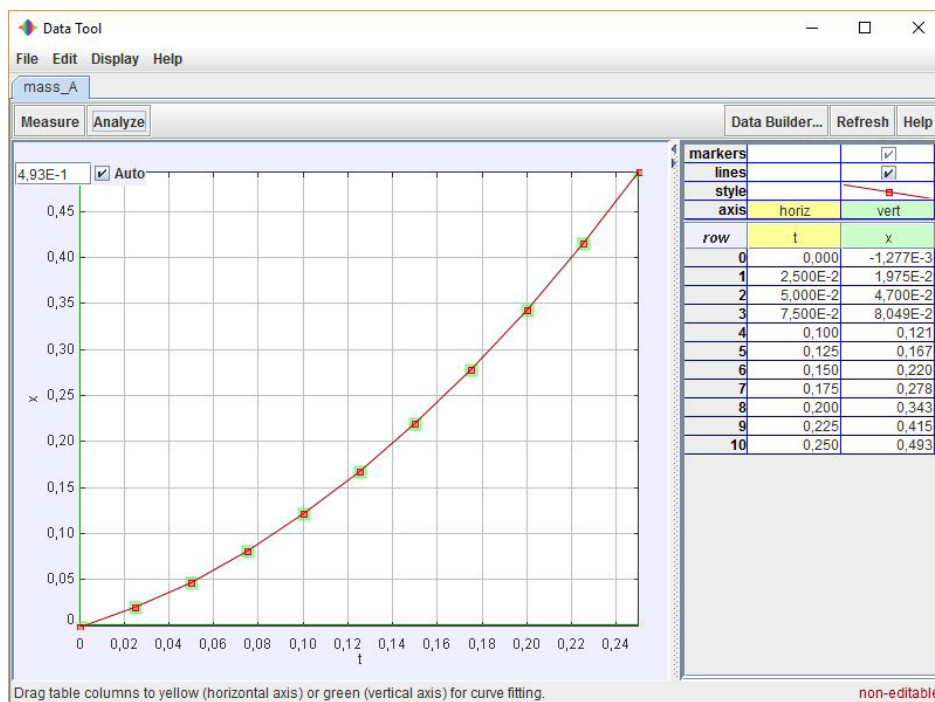 Data Tool
File Edit Display Help
mass_A
Measure Analyze Data Builder... Refresh Help
4,93E-1 Auto
0,45
0,40
0,35
0,30
x 0,25
0,20
0,15
0,10
0,05
0
0 0,02 0,04 0,06 0,08 0,10 0,12 0,14 0,16 0,18 0,20 0,22 0,24
t
markers
lines
style
axis horiz vert
row t x
0 0,000 -1,277E-3
1 2,500E-2 1,975E-2
2 5,000E-2 4,700E-2
3 7,500E-2 8,049E-2
4 0,100 0,121
5 0,125 0,167
6 0,150 0,220
7 0,175 0,278
8 0,200 0,343
9 0,225 0,415
10 0,250 0,493
Drag table columns to yellow (horizontal axis) or green (vertical axis) for curve fitting. non-editable